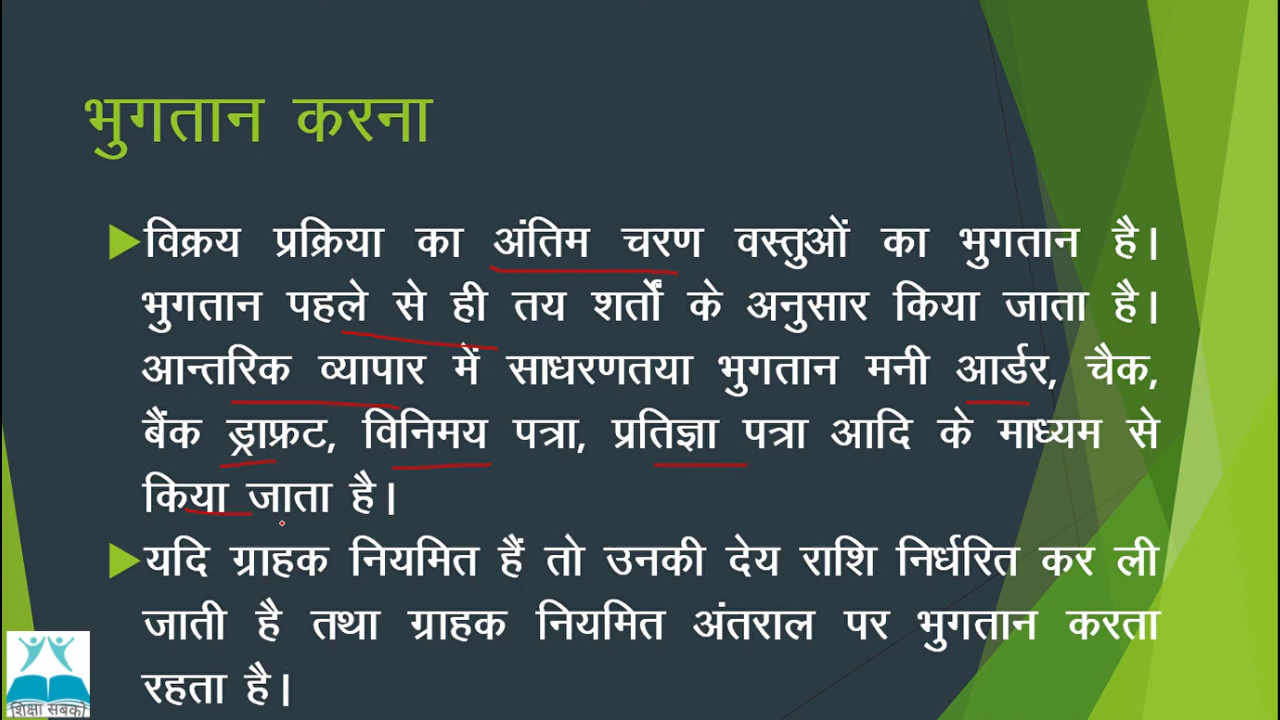 भुगतान करना
विक्रय प्रक्रिया का अंतिम चरण वस्तुओं का भुगतान है।
भुगतान पहले से ही तय शर्तों के अनुसार किया जाता है।
आन्तरिक व्यापार में साधरणतया भुगतान मनी आर्डर, चैक,
बैंक ड्राफ्रट, विनिमय पत्रा, प्रतिज्ञा पत्रा आदि के माध्यम से
किया जाता है।
यदि ग्राहक नियमित हैं तो उनकी देय राशि निर्धरित कर ली
जाती है तथा ग्राहक नियमित अंतराल पर भुगतान करता
रहता है।
शिक्षा सबकी